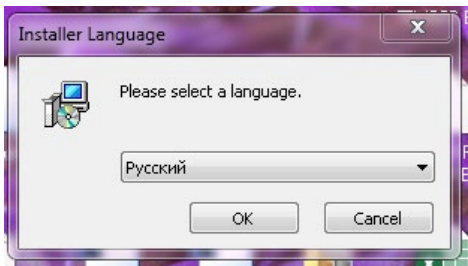 Installer Language
Please select a language.
Русский
OK
Cancel